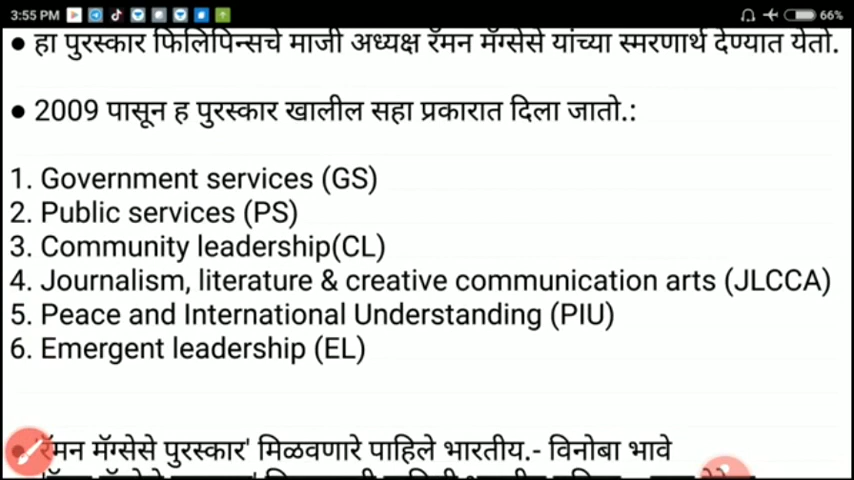 3:55 PM
66%
● हा पुरस्कार फिलिपिन्सचे माजी अध्यक्ष रॅमन मॅग्सेसे यांच्या स्मरणार्थ देण्यात येतो.
● 2009 पासून ह पुरस्कार खालील सहा प्रकारात दिला जातो.:
1. Government services (GS)
2. Public services (PS)
3. Community leadership(CL)
4. Journalism, literature & creative communication arts (JLCCA)
5. Peace and International Understanding (PIU)
6. Emergent leadership (EL)
● 'रॅमन मॅग्सेसे पुरस्कार' मिळवणारे पाहिले भारतीय.- विनोबा भावे